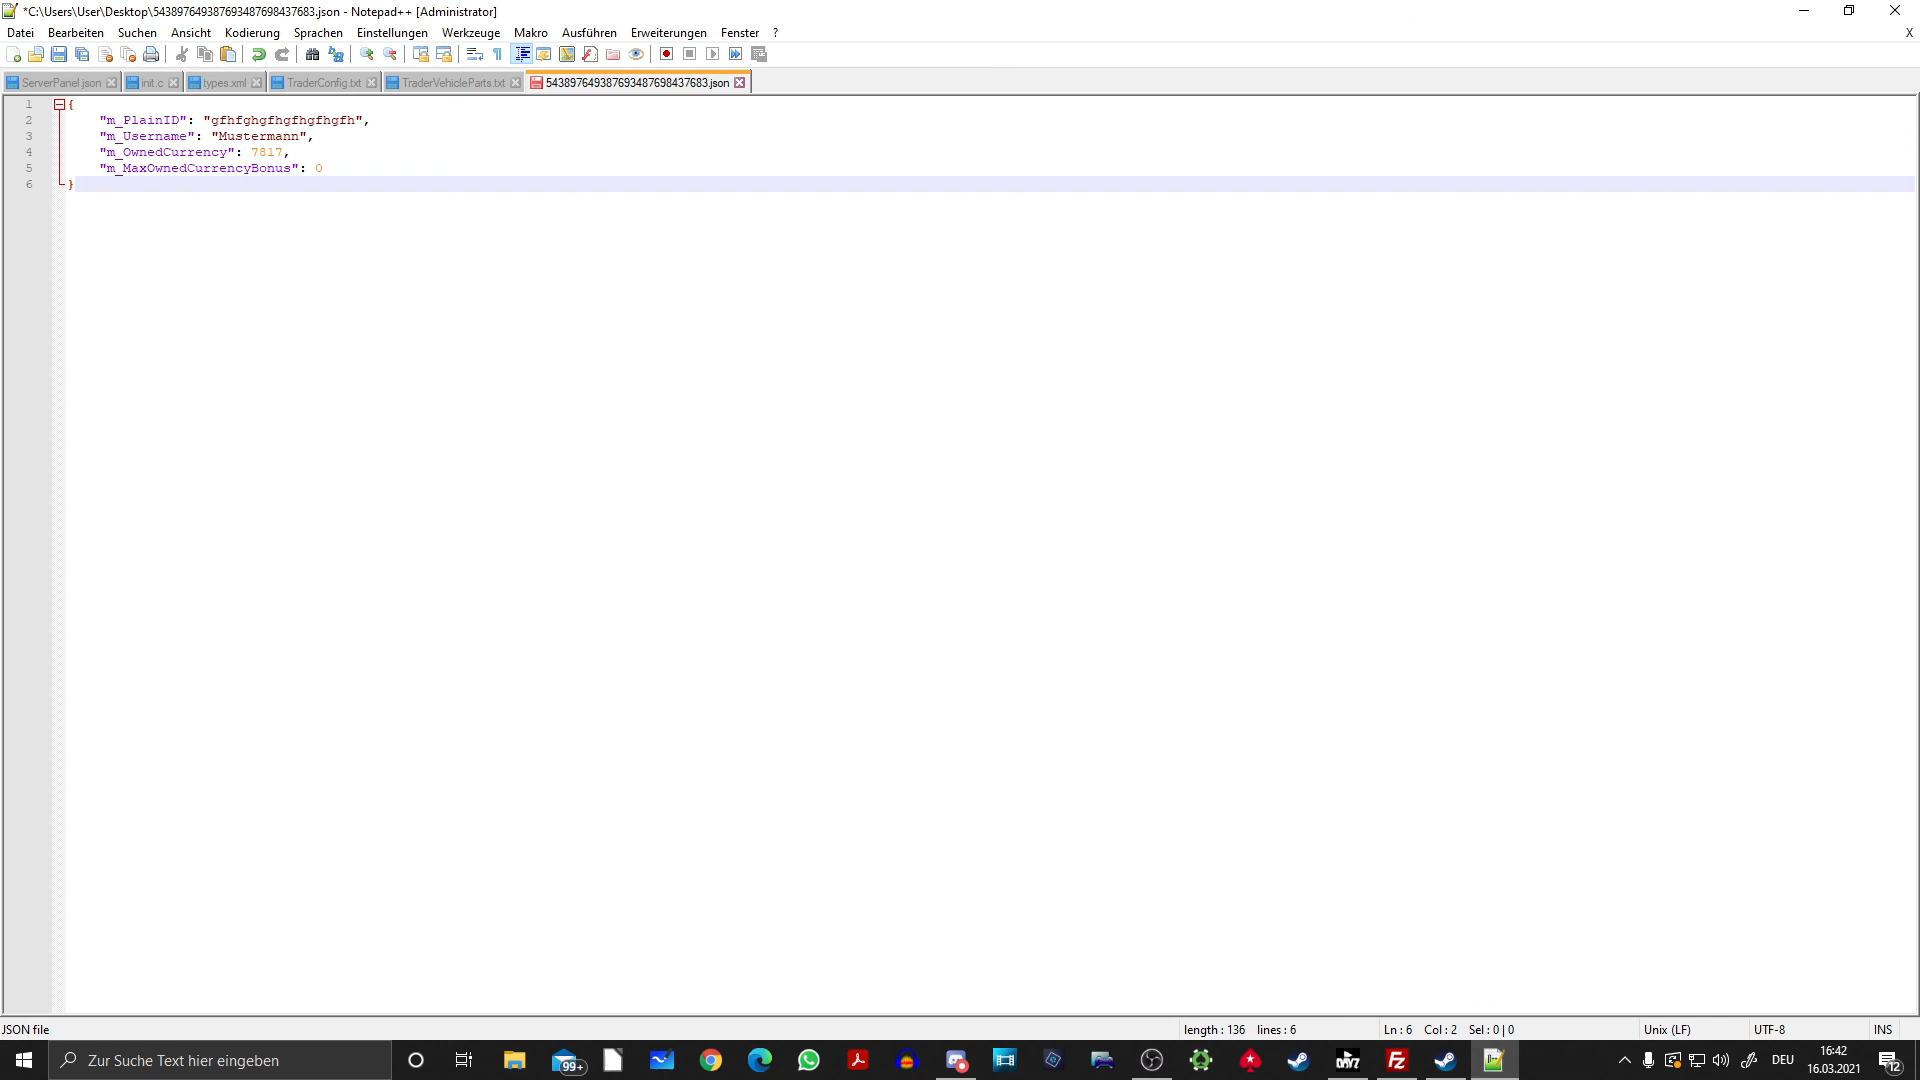 *C:\Users\User\Desktop\543897649387693487698437683.json - Notepad++ [Administrator]
Datei Bearbeiten Suchen Ansicht Kodierung Sprachen Einstellungen Werkzeuge Makro Ausführen Erweiterungen Fenster ? X
ServerPanel.json init.c types.xml TraderConfig.txt TraderVehicleParts.txt 543897649387693487698437683.json
1 {
2 "m_PlainID": "gfhfghgfhgfhgfhgfh",
3 "m_Username": "Mustermann",
4 "m_OwnedCurrency": 7817,
5 "m_MaxOwnedCurrencyBonus": 0
6 }
JSON file length : 136 lines : 6 Ln : 6 Col : 2 Sel : 0 | 0 Unix (LF) UTF-8 INS
Zur Suche Text hier eingeben 99+ DAYZ FZ DEU 16:42
16.03.2021 12